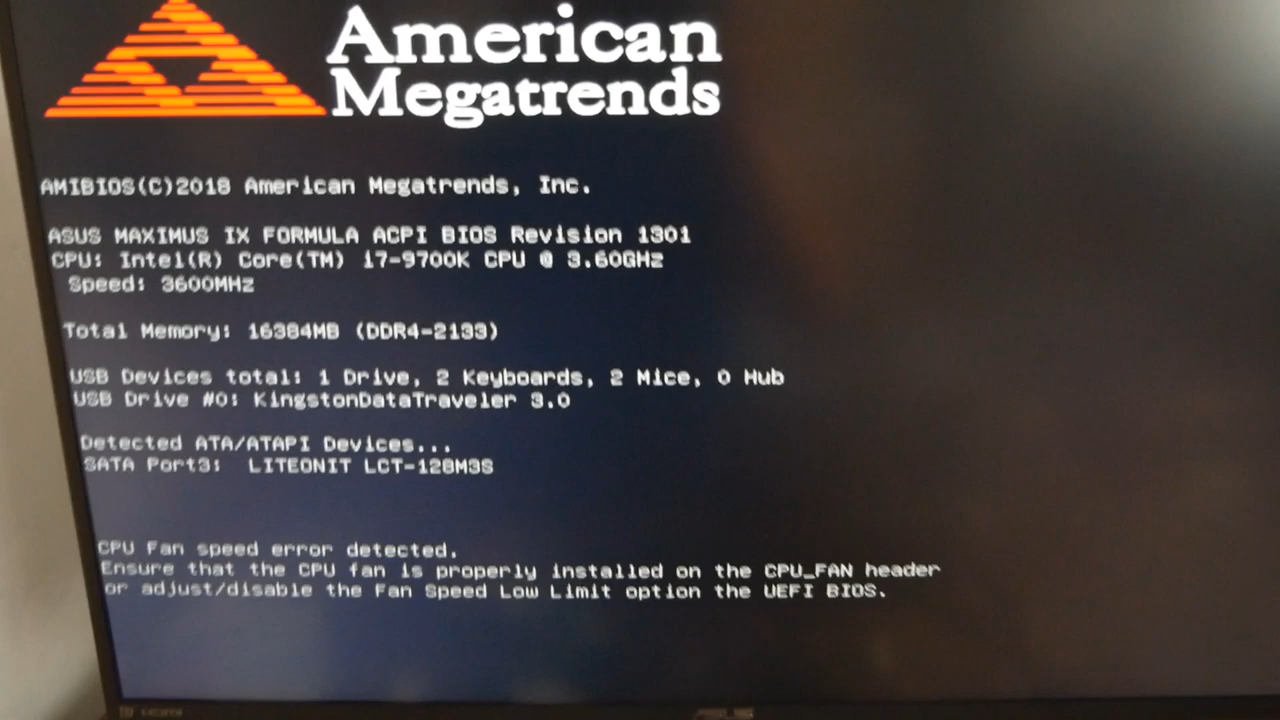 American
Megatrends
AMIBIOS(C)2018 American Megatrends, Inc.
ASUS MAXIMUS IX FORMULA ACPI BIOS Revision 1301
CPU: Intel(R) Core(TM) i7-9700K CPU @ 3.60GHz
Speed: 3600MHz
Total Memory: 16384MB (DDR4-2133)
USB Devices total: 1 Drive, 2 Keyboards, 2 Mice, 0 Hub
USB Drive #0: KingstonDataTraveler 3.0
Detected ATA/ATAPI Devices...
SATA Port3: LITEONIT LCT-128M3S
CPU Fan speed error detected.
Ensure that the CPU fan is properly installed on the CPU_FAN header
or adjust/disable the Fan Speed Low Limit option the UEFI BIOS.
HDMI
ASUS